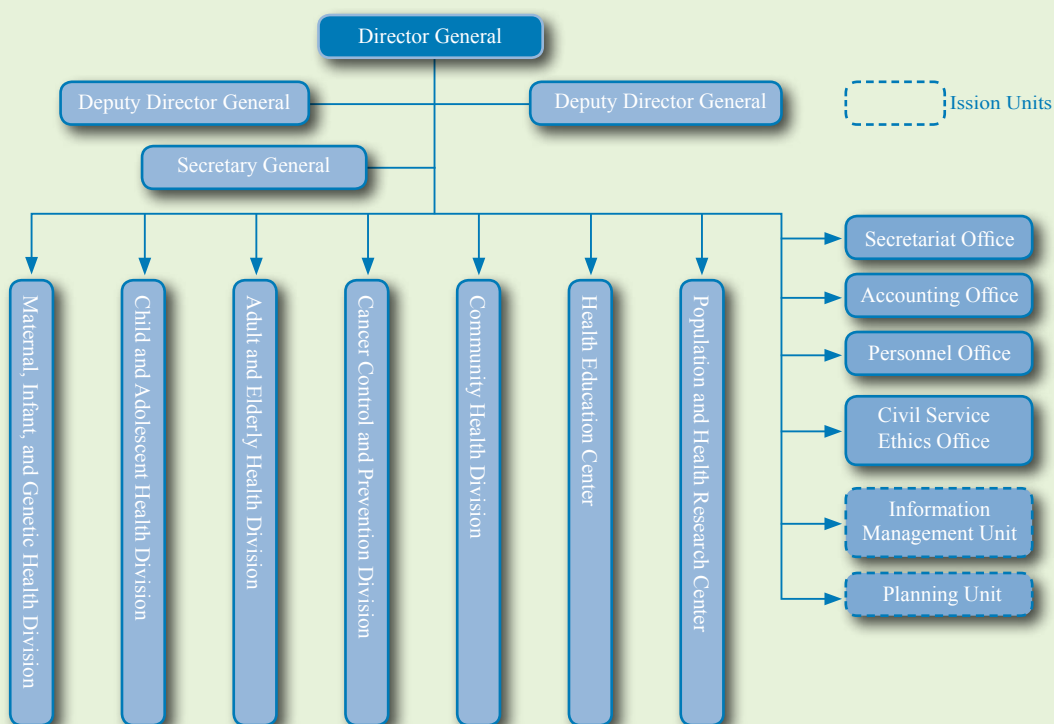 Director General
Deputy Director General
Deputy Director General
Ission Units
Secretary General
Maternal, Infant, and Genetic Health Division
Child and Adolescent Health Division
Adult and Elderly Health Division
Cancer Control and Prevention Division
Community Health Division
Health Education Center
Population and Health Research Center
Secretariat Office
Accounting Office
Personnel Office
Civil Service
Ethics Office
Information
Management Unit
Planning Unit